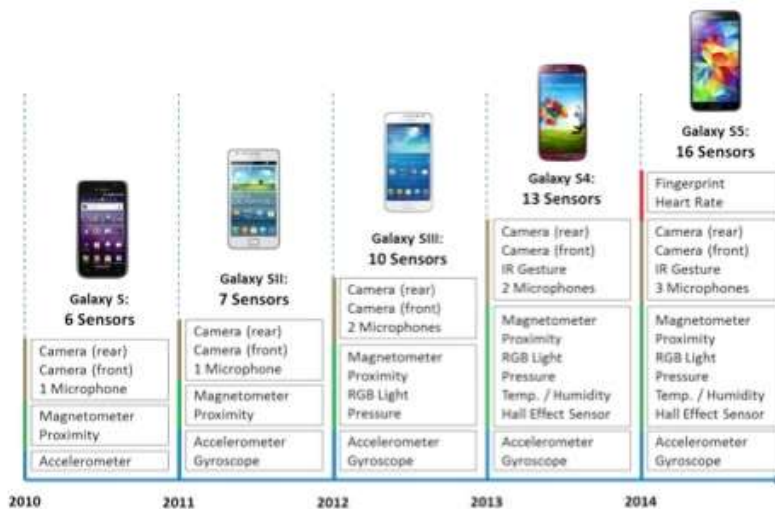 Galaxy S:
6 Sensors
Camera (rear)
Camera (front)
1 Microphone
Magnetometer
Proximity
Accelerometer
Galaxy SII:
7 Sensors
Camera (rear)
Camera (front)
1 Microphone
Magnetometer
Proximity
Accelerometer
Gyroscope
Galaxy SIII:
10 Sensors
Camera (rear)
Camera (front)
2 Microphones
Magnetometer
Proximity
RGB Light
Pressure
Accelerometer
Gyroscope
Galaxy S4:
13 Sensors
Camera (rear)
Camera (front)
IR Gesture
2 Microphones
Magnetometer
Proximity
RGB Light
Pressure
Temp. / Humidity
Hall Effect Sensor
Accelerometer
Gyroscope
Galaxy S5:
16 Sensors
Fingerprint
Heart Rate
Camera (rear)
Camera (front)
IR Gesture
3 Microphones
Magnetometer
Proximity
RGB Light
Pressure
Temp. / Humidity
Hall Effect Sensor
Accelerometer
Gyroscope
2010
2011
2012
2013
2014